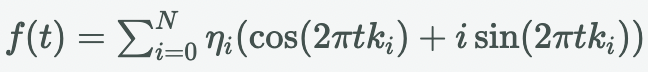 f(t) = ∑_{i=0}^{N} η_i(cos(2πtk_i) + i sin(2πtk_i))